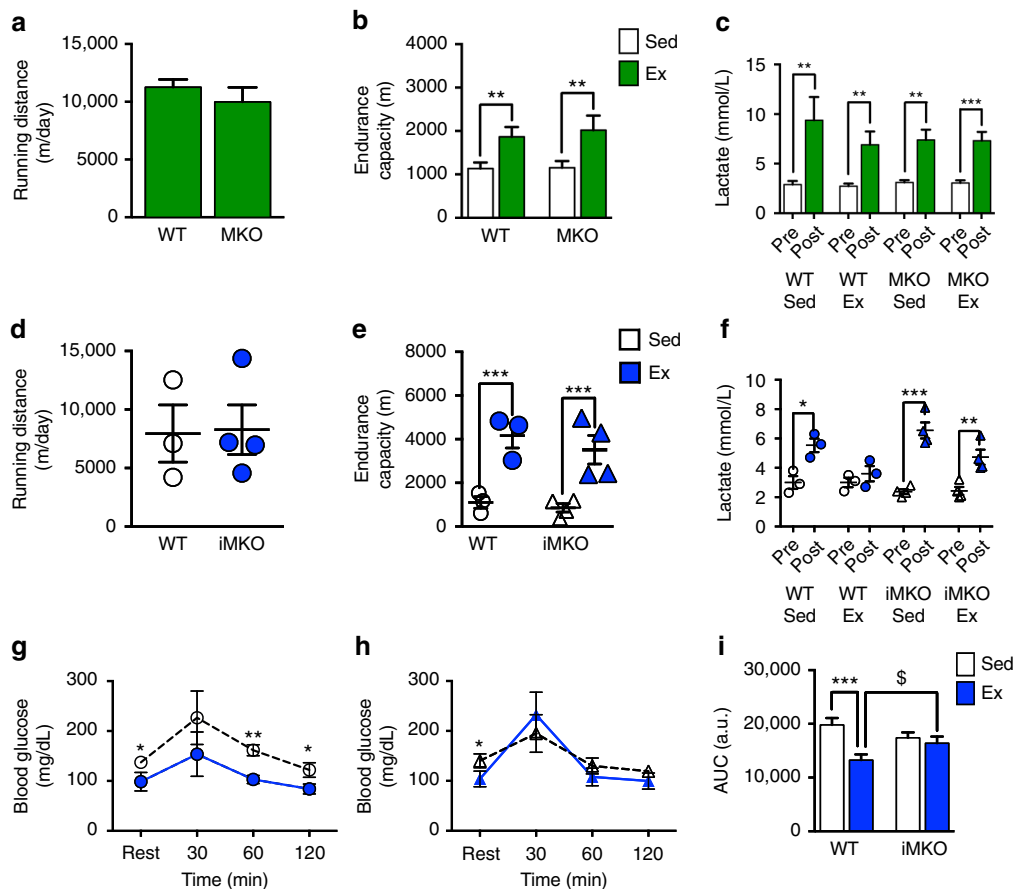 a
15,000
10,000
5000
0
Running distance
(m/day)
WT MKO
b
4000
3000
2000
1000
0
Endurance
capacity (m)
** **
WT MKO
Sed
Ex
c
15
10
5
0
Lactate (mmol/L)
** ** ** ***
Pre Post Pre Post Pre Post Pre Post
WT WT MKO MKO
Sed Ex Sed Ex
d
15,000
10,000
5000
0
Running distance
(m/day)
WT iMKO
e
8000
6000
4000
2000
0
Endurance
capacity (m)
*** ***
WT iMKO
Sed
Ex
f
10
8
6
4
2
0
Lactate (mmol/L)
* *** **
Pre Post Pre Post Pre Post Pre Post
WT WT iMKO iMKO
Sed Ex Sed Ex
g
300
200
100
0
Blood glucose
(mg/dL)
* ** *
Rest 30 60 120
Time (min)
h
300
200
100
0
Blood glucose
(mg/dL)
*
Rest 30 60 120
Time (min)
i
30,000
20,000
10,000
0
AUC (a.u.)
*** $
WT iMKO
Sed
Ex